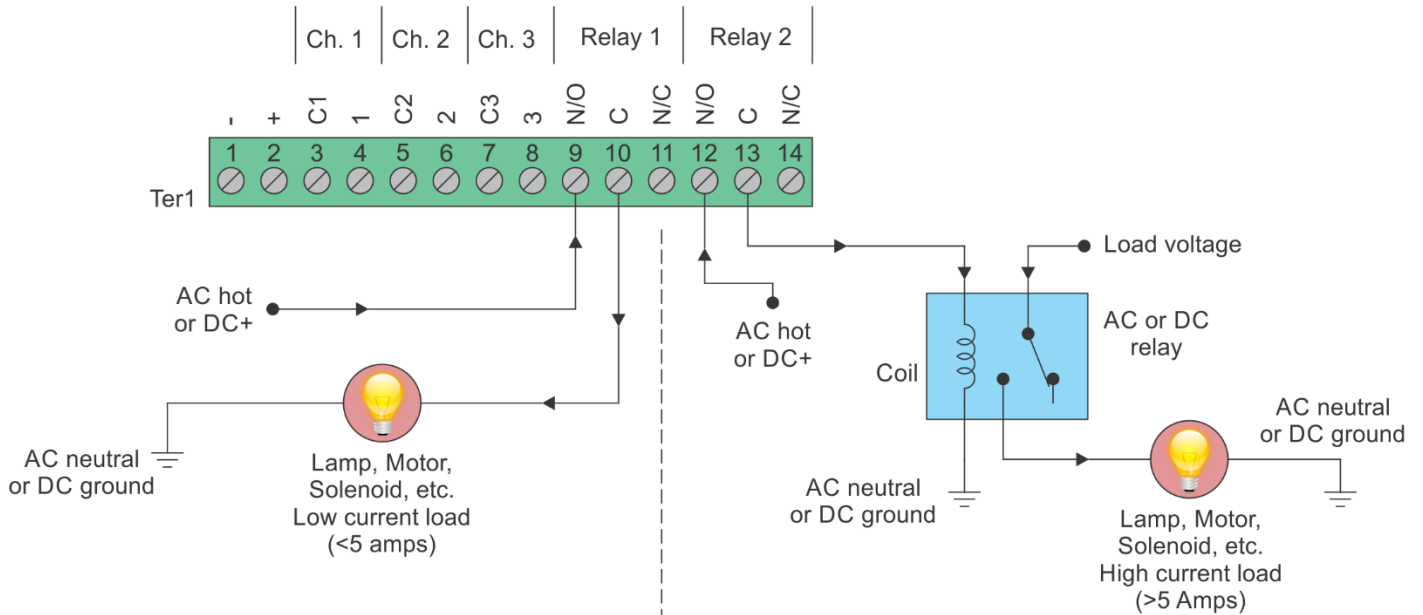 Ch. 1 Ch. 2 Ch. 3 Relay 1 Relay 2
- + C1 1 C2 2 C3 3 N/O C N/C N/O C N/C
1 2 3 4 5 6 7 8 9 10 11 12 13 14
Ter1
AC hot
or DC+
AC neutral
or DC ground
Lamp, Motor,
Solenoid, etc.
Low current load
(<5 amps)
AC hot
or DC+
Load voltage
AC or DC
relay
Coil
AC neutral
or DC ground
AC neutral
or DC ground
Lamp, Motor,
Solenoid, etc.
High current load
(>5 Amps)